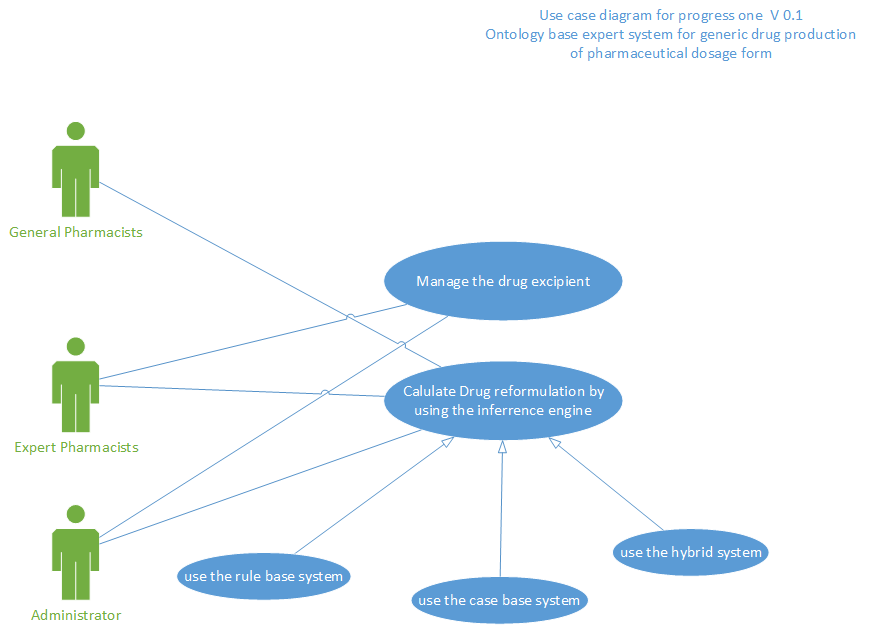 Use case diagram for progress one V 0.1
Ontology base expert system for generic drug production
of pharmaceutical dosage form
General Pharmacists
Manage the drug excipient
Calulate Drug reformulation by
using the inferrence engine
Expert Pharmacists
use the hybrid system
use the rule base system
use the case base system
Administrator